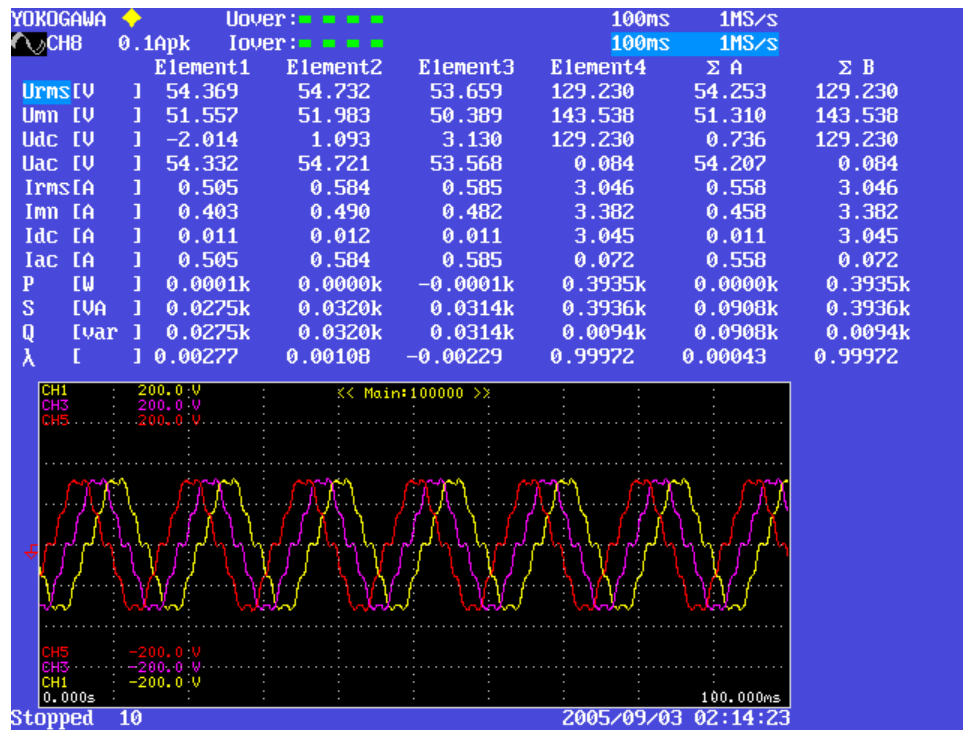 YOKOGAWA Uover: 100ms 1MS/s
CH8 0.1Apk Iover: 100ms 1MS/s
Element1 Element2 Element3 Element4 Σ A Σ B
Urms[V ] 54.369 54.732 53.659 129.230 54.253 129.230
Umn [V ] 51.557 51.983 50.389 143.538 51.310 143.538
Udc [V ] -2.014 1.093 3.130 129.230 0.736 129.230
Uac [V ] 54.332 54.721 53.568 0.084 54.207 0.084
Irms[A ] 0.505 0.584 0.585 3.046 0.558 3.046
Imn [A ] 0.403 0.490 0.482 3.382 0.458 3.382
Idc [A ] 0.011 0.012 0.011 3.045 0.011 3.045
Iac [A ] 0.505 0.584 0.585 0.072 0.558 0.072
P [W ] 0.0001k 0.0000k -0.0001k 0.3935k 0.0000k 0.3935k
S [VA ] 0.0275k 0.0320k 0.0314k 0.3936k 0.0908k 0.3936k
Q [var ] 0.0275k 0.0320k 0.0314k 0.0094k 0.0908k 0.0094k
λ [ ] 0.00277 0.00108 -0.00229 0.99972 0.00043 0.99972
CH1 200.0 V << Main:100000 >>
CH3 200.0 V
CH5 200.0 V
CH5 -200.0 V
CH3 -200.0 V
CH1 -200.0 V
0.000s 100.000ms
Stopped 10 2005/09/03 02:14:23